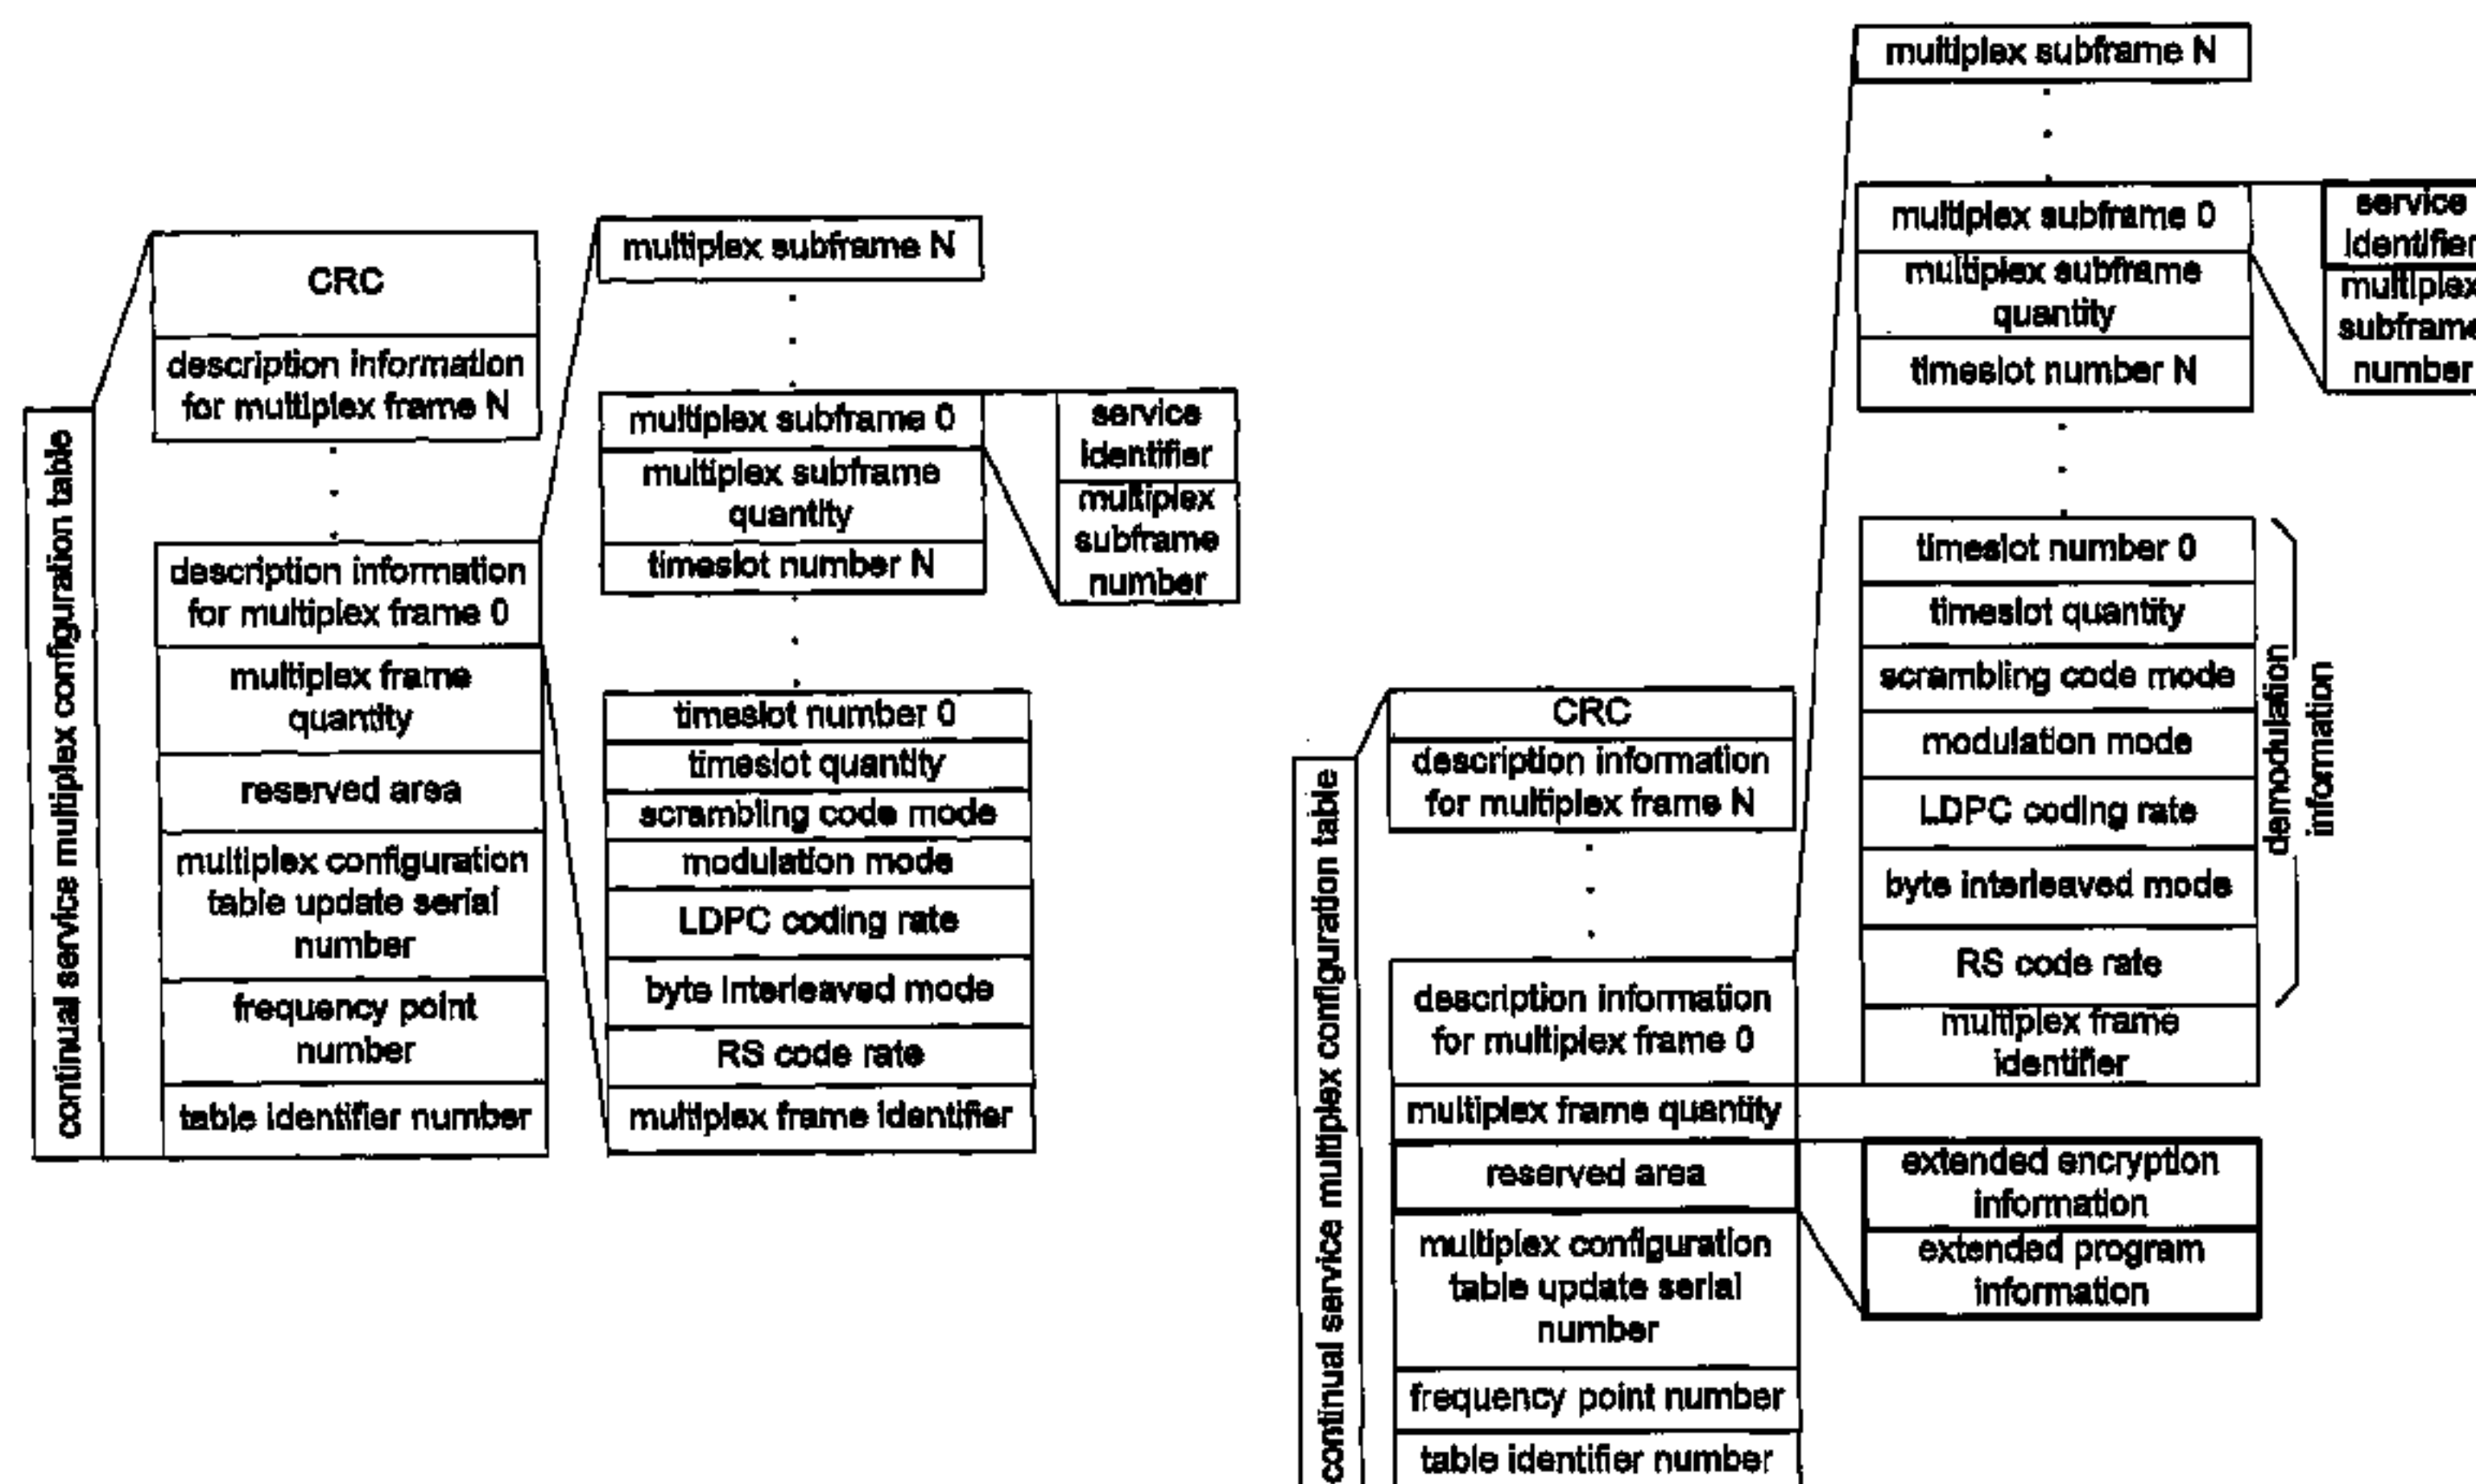 continual service multiplex configuration table
CRC
description information
for multiplex frame N
description information
for multiplex frame 0
multiplex frame
quantity
reserved area
multiplex configuration
table update serial
number
frequency point
number
table identifier number
multiplex subframe N
multiplex subframe 0
multiplex subframe
quantity
timeslot number N
service
identifier
multiplex
subframe
number
timeslot number 0
timeslot quantity
scrambling code mode
modulation mode
LDPC coding rate
byte interleaved mode
RS code rate
multiplex frame identifier
continual service multiplex configuration table
CRC
description information
for multiplex frame N
description information
for multiplex frame 0
multiplex frame quantity
reserved area
multiplex configuration
table update serial
number
frequency point number
table identifier number
multiplex subframe N
multiplex subframe 0
multiplex subframe
quantity
timeslot number N
service
identifier
multiplex
subframe
number
timeslot number 0
timeslot quantity
scrambling code mode
modulation mode
LDPC coding rate
byte interleaved mode
RS code rate
multiplex frame
identifier
demodulation
information
extended encryption
information
extended program
information